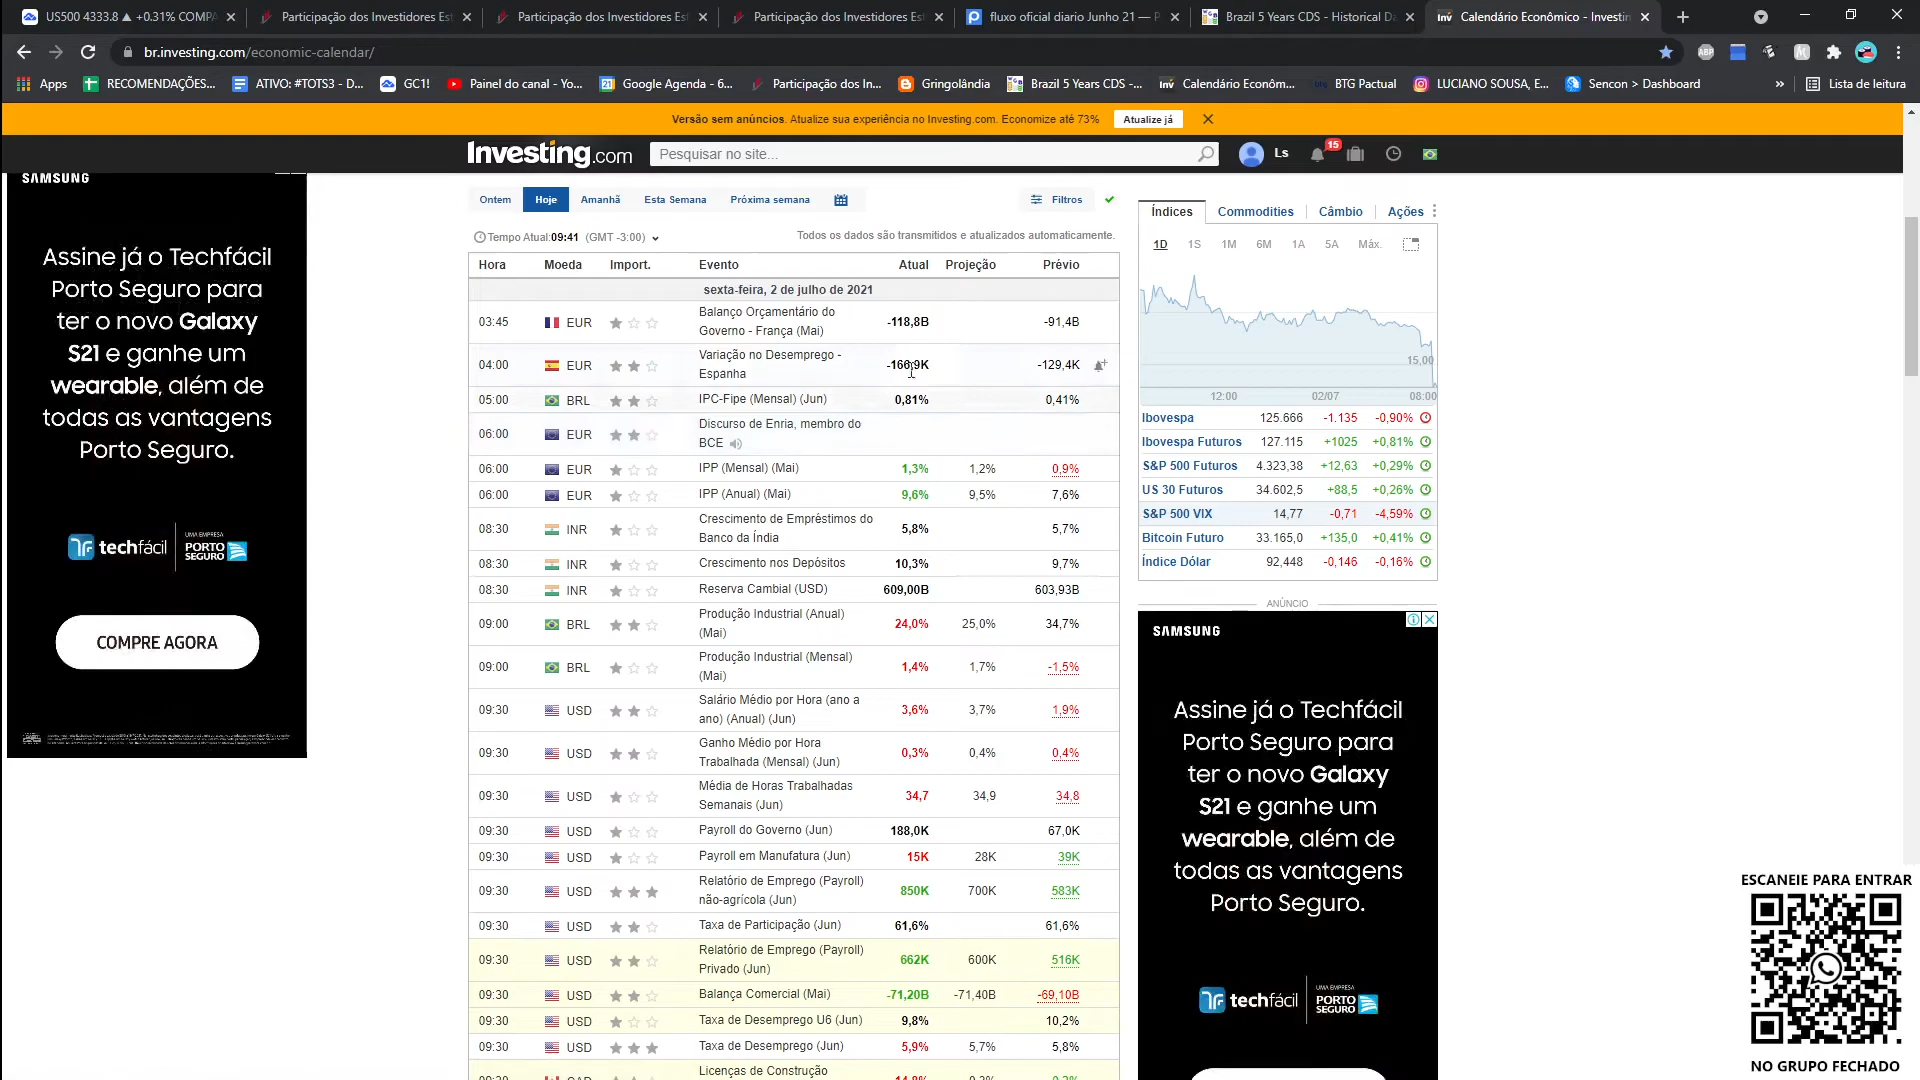 US500 4333.8 ▲ +0.31% COMPA
Participação dos Investidores Es
Participação dos Investidores Es
Participação dos Investidores Es
fluxo oficial diario Junho 21 — P
Brazil 5 Years CDS - Historical Da
Calendário Econômico - Investin
br.investing.com/economic-calendar/
Apps
RECOMENDAÇÕES...
ATIVO: #TOTS3 - D...
GC1!
Painel do canal - Yo...
Google Agenda - 6...
Participação dos In...
Gringolândia
Brazil 5 Years CDS -...
Calendário Econôm...
BTG Pactual
LUCIANO SOUSA, E...
Sencon > Dashboard
»
Lista de leitura
Versão sem anúncios. Atualize sua experiência no Investing.com. Economize até 73%
Atualize já
Investing.com
Pesquisar no site...
Ls
15
SAMSUNG
Assine já o Techfácil
Porto Seguro para
ter o novo Galaxy
S21 e ganhe um
wearable, além de
todas as vantagens
Porto Seguro.
techfácil
UMA EMPRESA
PORTO
SEGURO
COMPRE AGORA
Ontem
Hoje
Amanhã
Esta Semana
Próxima semana
Filtros
Tempo Atual:09:41 (GMT -3:00)
Todos os dados são transmitidos e atualizados automaticamente.
Hora Moeda Import. Evento Atual Projeção Prévio
sexta-feira, 2 de julho de 2021
03:45 EUR Balanço Orçamentário do
Governo - França (Mai) -118,8B -91,4B
04:00 EUR Variação no Desemprego -
Espanha -166,9K -129,4K
05:00 BRL IPC-Fipe (Mensal) (Jun) 0,81% 0,41%
06:00 EUR Discurso de Enria, membro do
BCE
06:00 EUR IPP (Mensal) (Mai) 1,3% 1,2% 0,9%
06:00 EUR IPP (Anual) (Mai) 9,6% 9,5% 7,6%
08:30 INR Crescimento de Empréstimos do
Banco da Índia 5,8% 5,7%
08:30 INR Crescimento nos Depósitos 10,3% 9,7%
08:30 INR Reserva Cambial (USD) 609,00B 603,93B
09:00 BRL Produção Industrial (Anual)
(Mai) 24,0% 25,0% 34,7%
09:00 BRL Produção Industrial (Mensal)
(Mai) 1,4% 1,7% -1,5%
09:30 USD Salário Médio por Hora (ano a
ano) (Anual) (Jun) 3,6% 3,7% 1,9%
09:30 USD Ganho Médio por Hora
Trabalhada (Mensal) (Jun) 0,3% 0,4% 0,4%
09:30 USD Média de Horas Trabalhadas
Semanais (Jun) 34,7 34,9 34,8
09:30 USD Payroll do Governo (Jun) 188,0K 67,0K
09:30 USD Payroll em Manufatura (Jun) 15K 28K 39K
09:30 USD Relatório de Emprego (Payroll)
não-agrícola (Jun) 850K 700K 583K
09:30 USD Taxa de Participação (Jun) 61,6% 61,6%
09:30 USD Relatório de Emprego (Payroll)
Privado (Jun) 662K 600K 516K
09:30 USD Balança Comercial (Mai) -71,20B -71,40B -69,10B
09:30 USD Taxa de Desemprego U6 (Jun) 9,8% 10,2%
09:30 USD Taxa de Desemprego (Jun) 5,9% 5,7% 5,8%
Licenças de Construção
Índices
Commodities
Câmbio
Ações
1D 1S 1M 6M 1A 5A Máx.
15,00
12:00 02/07 08:00
Ibovespa 125.666 -1.135 -0,90%
Ibovespa Futuros 127.115 +1025 +0,81%
S&P 500 Futuros 4.323,38 +12,63 +0,29%
US 30 Futuros 34.602,5 +88,5 +0,26%
S&P 500 VIX 14,77 -0,71 -4,59%
Bitcoin Futuro 33.165,0 +135,0 +0,41%
Índice Dólar 92,448 -0,146 -0,16%
ANÚNCIO
SAMSUNG
Assine já o Techfácil
Porto Seguro para
ter o novo Galaxy
S21 e ganhe um
wearable, além de
todas as vantagens
Porto Seguro.
techfácil
UMA EMPRESA
PORTO
SEGURO
ESCANEIE PARA ENTRAR
NO GRUPO FECHADO